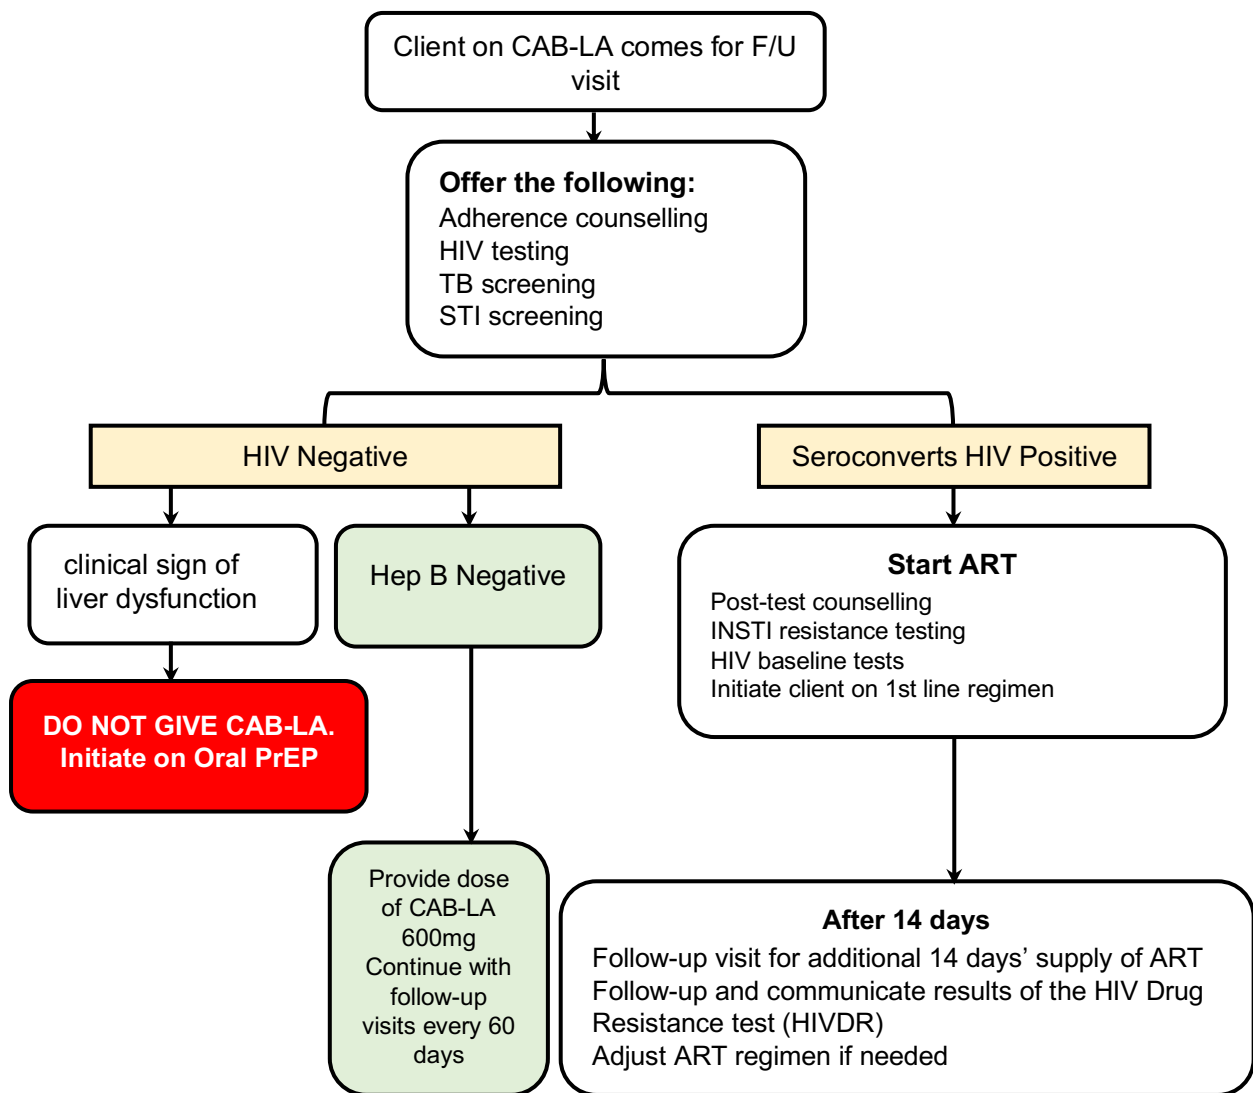 Client on CAB-LA comes for F/U
visit
Offer the following:
Adherence counselling
HIV testing
TB screening
STI screening
HIV Negative
Seroconverts HIV Positive
clinical sign of
liver dysfunction
Hep B Negative
Start ART
Post-test counselling
INSTI resistance testing
HIV baseline tests
Initiate client on 1st line regimen
DO NOT GIVE CAB-LA.
Initiate on Oral PrEP
Provide dose
of CAB-LA
600mg
Continue with
follow-up
visits every 60
days
After 14 days
Follow-up visit for additional 14 days’ supply of ART
Follow-up and communicate results of the HIV Drug
Resistance test (HIVDR)
Adjust ART regimen if needed